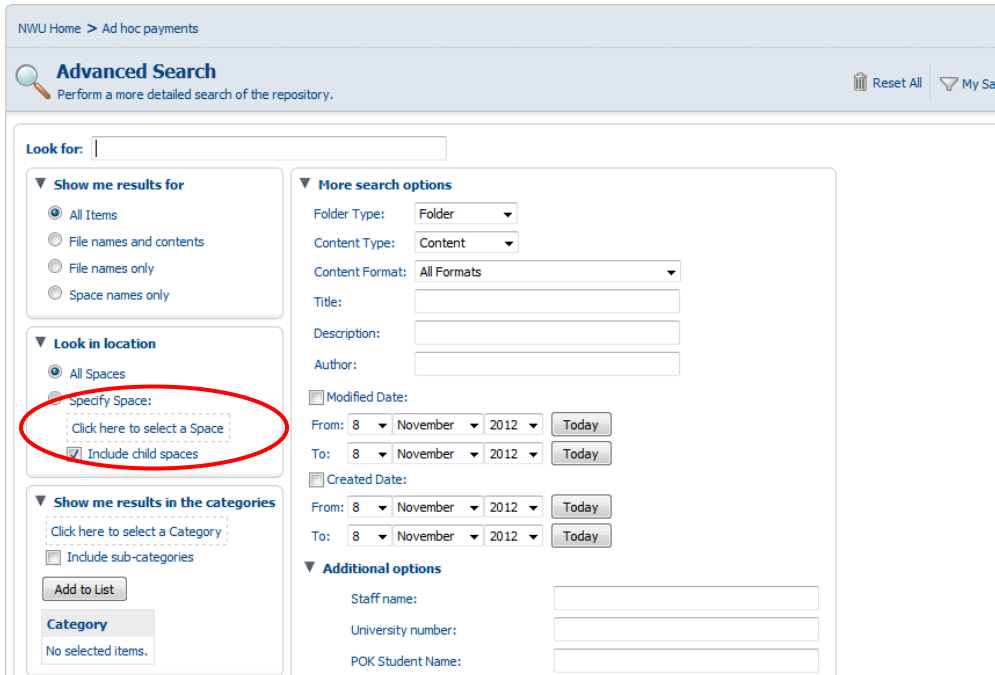 NWU Home > Ad hoc payments
Advanced Search
Perform a more detailed search of the repository.
Reset All
My Sa
Look for:
Show me results for
All Items
File names and contents
File names only
Space names only
Look in location
All Spaces
Specify Space:
Click here to select a Space
Include child spaces
Show me results in the categories
Click here to select a Category
Include sub-categories
Add to List
Category
No selected items.
More search options
Folder Type: Folder
Content Type: Content
Content Format: All Formats
Title:
Description:
Author:
Modified Date:
From: 8 November 2012 Today
To: 8 November 2012 Today
Created Date:
From: 8 November 2012 Today
To: 8 November 2012 Today
Additional options
Staff name:
University number:
POK Student Name: